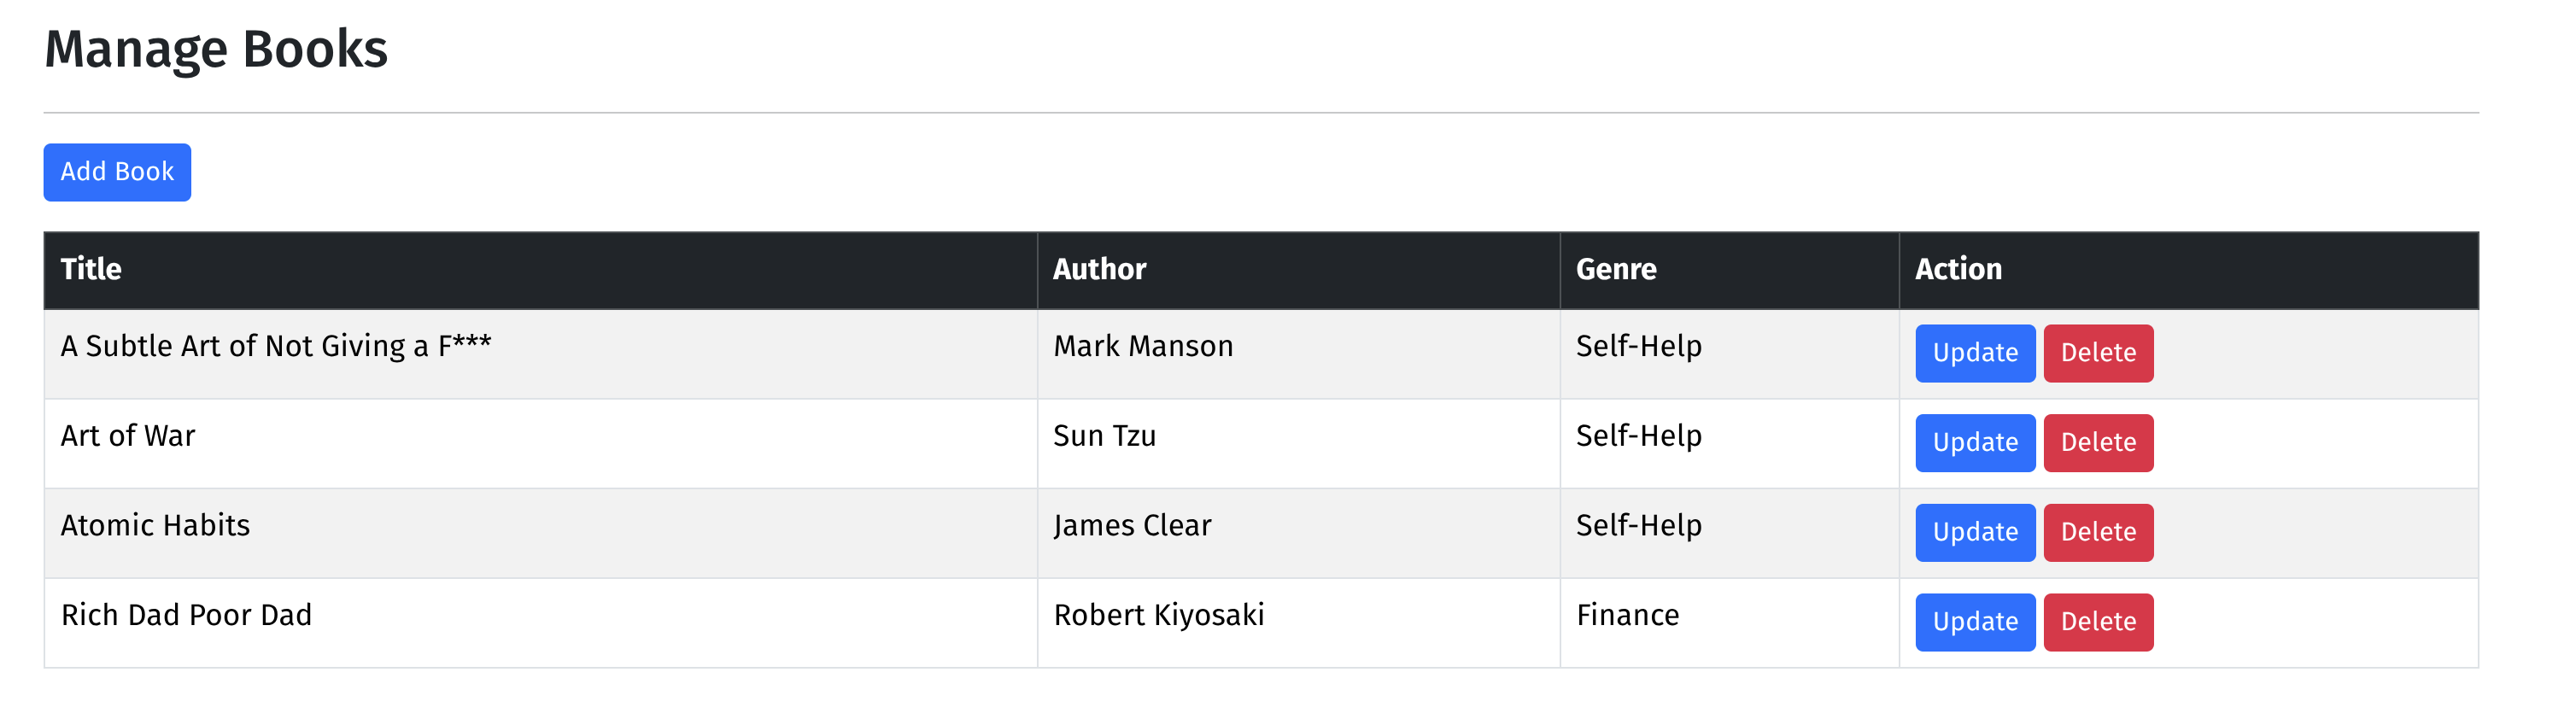 Manage Books
Add Book
Title Author Genre Action
A Subtle Art of Not Giving a F*** Mark Manson Self-Help Update Delete
Art of War Sun Tzu Self-Help Update Delete
Atomic Habits James Clear Self-Help Update Delete
Rich Dad Poor Dad Robert Kiyosaki Finance Update Delete